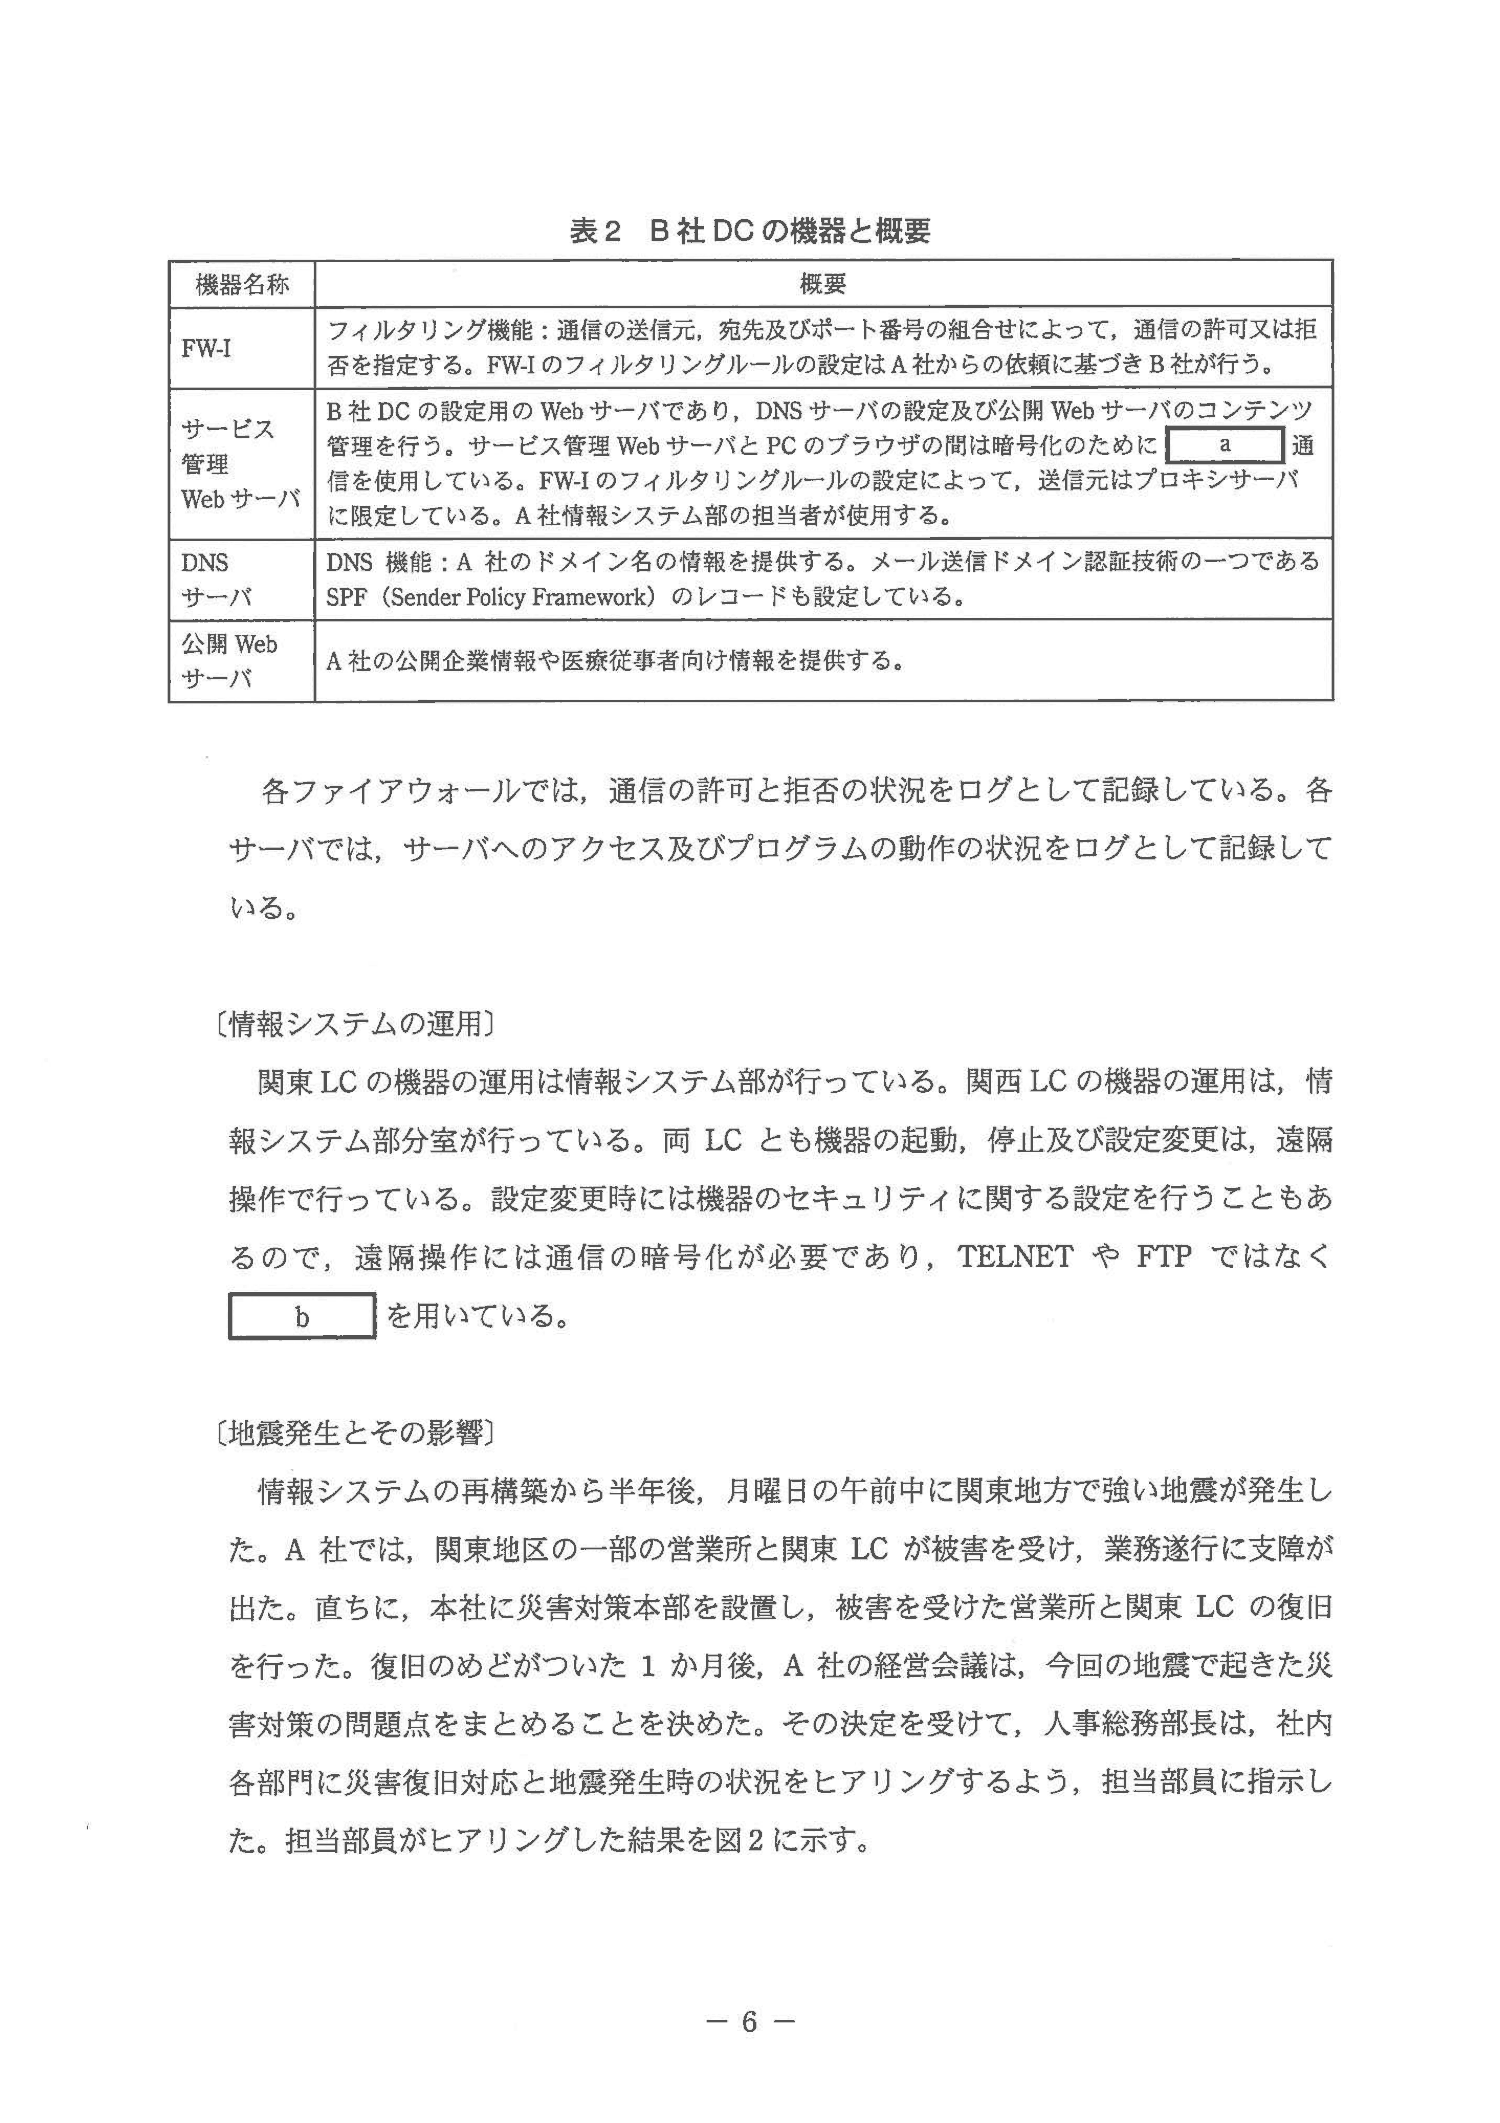 表2　B社DCの機器と概要
機器名称
概要
FW-I
フィルタリング機能：通信の送信元，宛先及びポート番号の組合せによって，通信の許可又は拒
否を指定する。FW-Iのフィルタリングルールの設定はA社からの依頼に基づきB社が行う。
サービス
管理
Webサーバ
B社DCの設定用のWebサーバであり，DNSサーバの設定及び公開Webサーバのコンテンツ
管理を行う。サービス管理WebサーバとPCのブラウザの間は暗号化のために a 通
信を使用している。FW-Iのフィルタリングルールの設定によって，送信元はプロキシサーバ
に限定している。A社情報システム部の担当者が使用する。
DNS
サーバ
DNS 機能：A 社のドメイン名の情報を提供する。メール送信ドメイン認証技術の一つである
SPF（Sender Policy Framework）のレコードも設定している。
公開Web
サーバ
A社の公開企業情報や医療従事者向け情報を提供する。
各ファイアウォールでは，通信の許可と拒否の状況をログとして記録している。各
サーバでは，サーバへのアクセス及びプログラムの動作の状況をログとして記録して
いる。
〔情報システムの運用〕
関東LCの機器の運用は情報システム部が行っている。関西LCの機器の運用は，情
報システム部分室が行っている。両 LC とも機器の起動，停止及び設定変更は，遠隔
操作で行っている。設定変更時には機器のセキュリティに関する設定を行うこともあ
るので，遠隔操作には通信の暗号化が必要であり，TELNET や FTP ではなく
b を用いている。
〔地震発生とその影響〕
情報システムの再構築から半年後，月曜日の午前中に関東地方で強い地震が発生し
た。A 社では，関東地区の一部の営業所と関東 LC が被害を受け，業務遂行に支障が
出た。直ちに，本社に災害対策本部を設置し，被害を受けた営業所と関東 LC の復旧
を行った。復旧のめどがついた 1 か月後，A 社の経営会議は，今回の地震で起きた災
害対策の問題点をまとめることを決めた。その決定を受けて，人事総務部長は，社内
各部門に災害復旧対応と地震発生時の状況をヒアリングするよう，担当部員に指示し
た。担当部員がヒアリングした結果を図2に示す。
－ 6 －